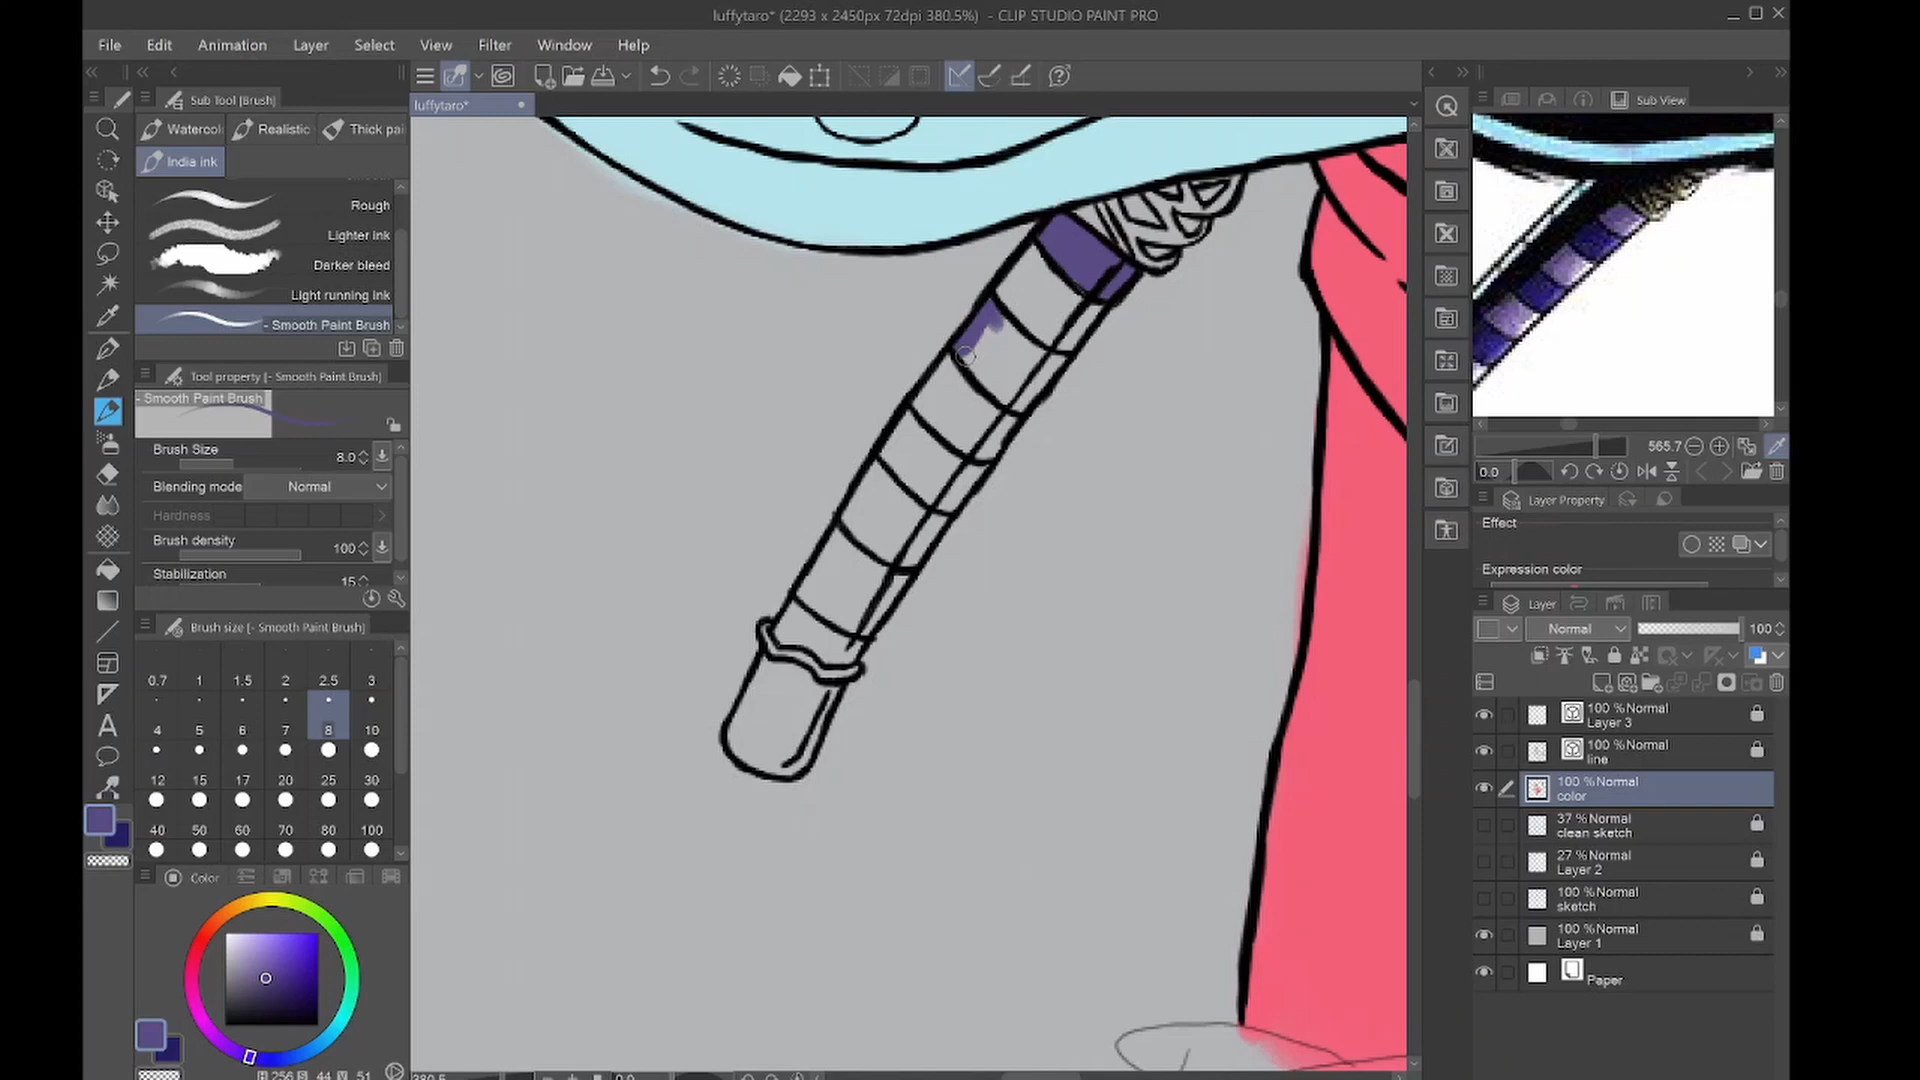 luffytaro* (2293 x 2450px 72dpi 380.5%) - CLIP STUDIO PAINT PRO
File Edit Animation Layer Select View Filter Window Help
Sub Tool [Brush]
luffytaro*
Watercol Realistic Thick pai
India ink
Rough
Lighter ink
Darker bleed
Light running ink
- Smooth Paint Brush
Tool property [- Smooth Paint Brush]
- Smooth Paint Brush
Brush Size 8.0
Blending mode Normal
Hardness
Brush density 100
Stabilization 15
Brush size [- Smooth Paint Brush]
0.7 1 1.5 2 2.5 3
4 5 6 7 8 10
12 15 17 20 25 30
40 50 60 70 80 100
Color
H 256 S 44 V 51
380.5 0.0
Sub View
565.7
0.0
Layer Property
Effect
Expression color
Layer
Normal 100
100 %Normal
Layer 3
100 %Normal
line
100 %Normal
color
37 %Normal
clean sketch
27 %Normal
Layer 2
100 %Normal
sketch
100 %Normal
Layer 1
Paper